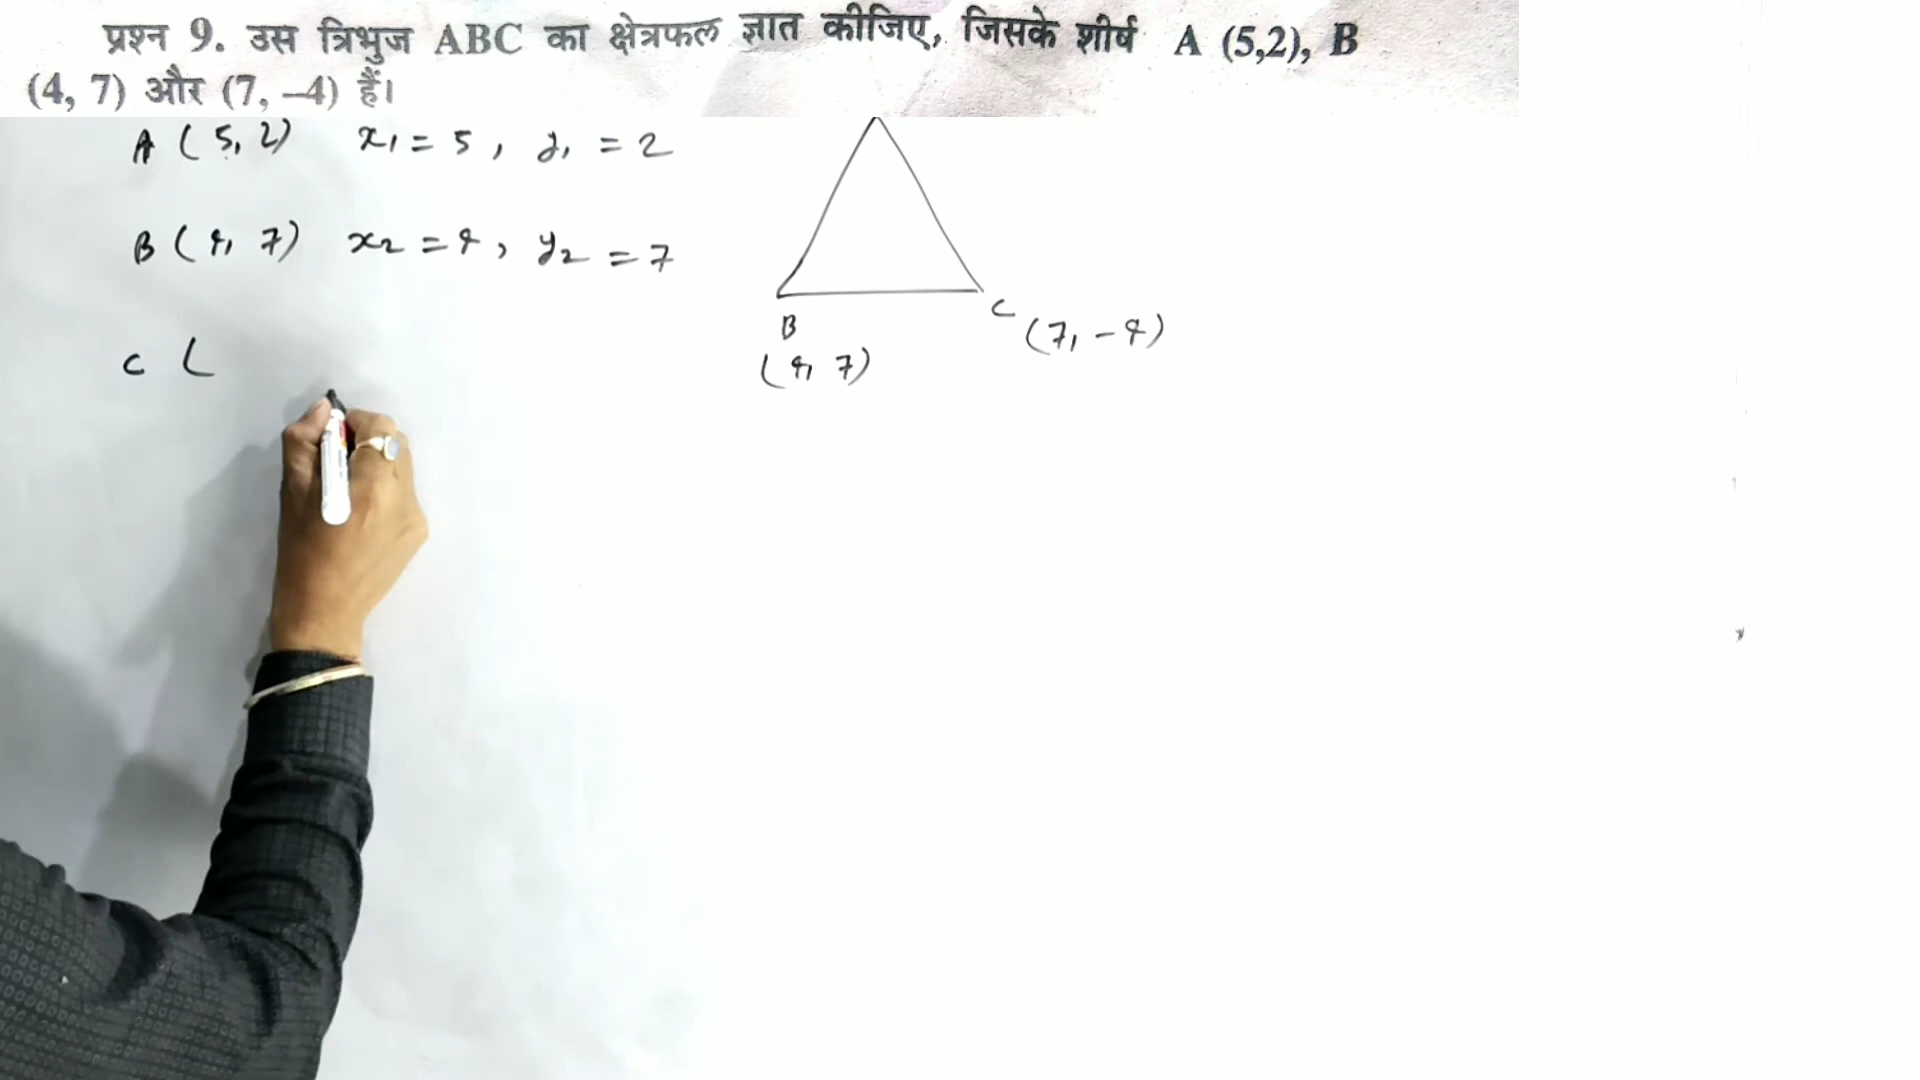 प्रश्न 9. उस त्रिभुज ABC का क्षेत्रफल ज्ञात कीजिए, जिसके शीर्ष A (5,2), B
(4, 7) और (7, –4) हैं।
A (5, 2) x₁ = 5, y₁ = 2
B (4, 7) x₂ = 4, y₂ = 7
C (
B
(4, 7)
C
(7, -4)